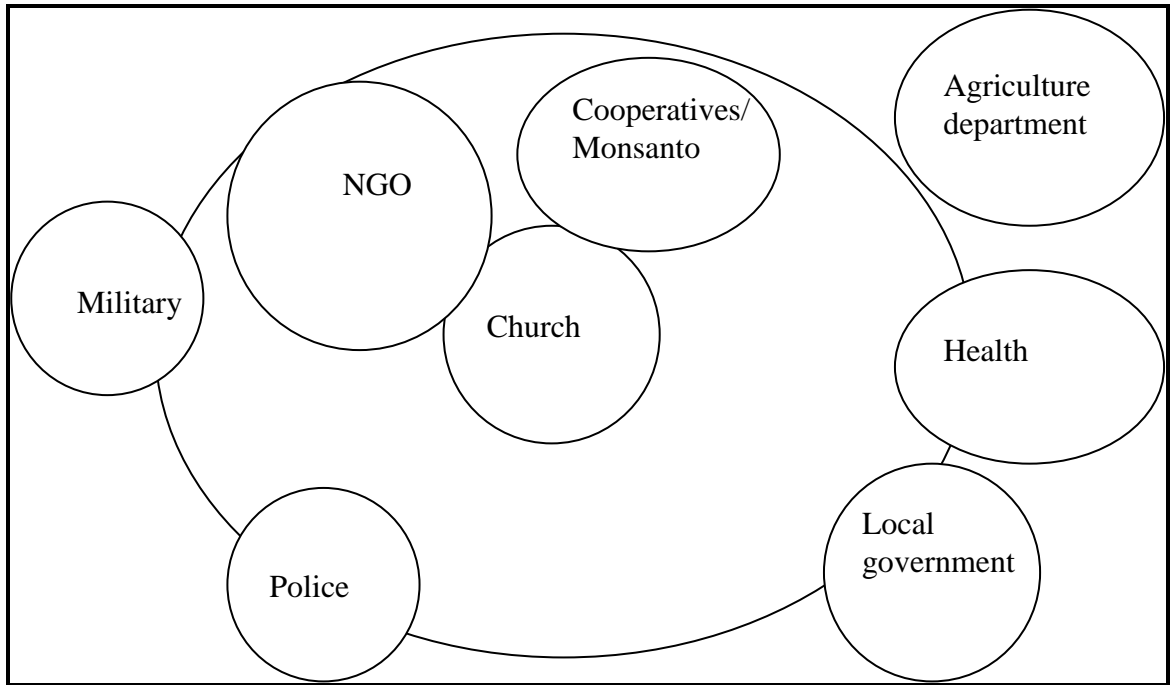 Agriculture
department
Cooperatives/
Monsanto
NGO
Military
Church
Health
Local
government
Police